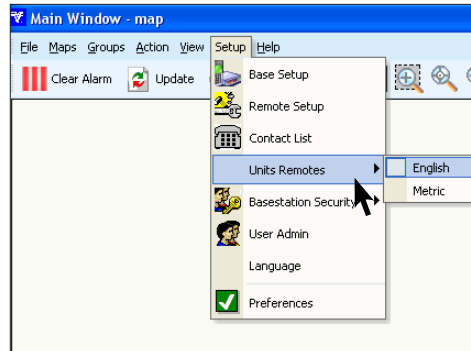 Main Window - map
File Maps Groups Action View Setup Help
Clear Alarm Update
Base Setup
Remote Setup
Contact List
Units Remotes English
Metric
Basestation Security
User Admin
Language
Preferences